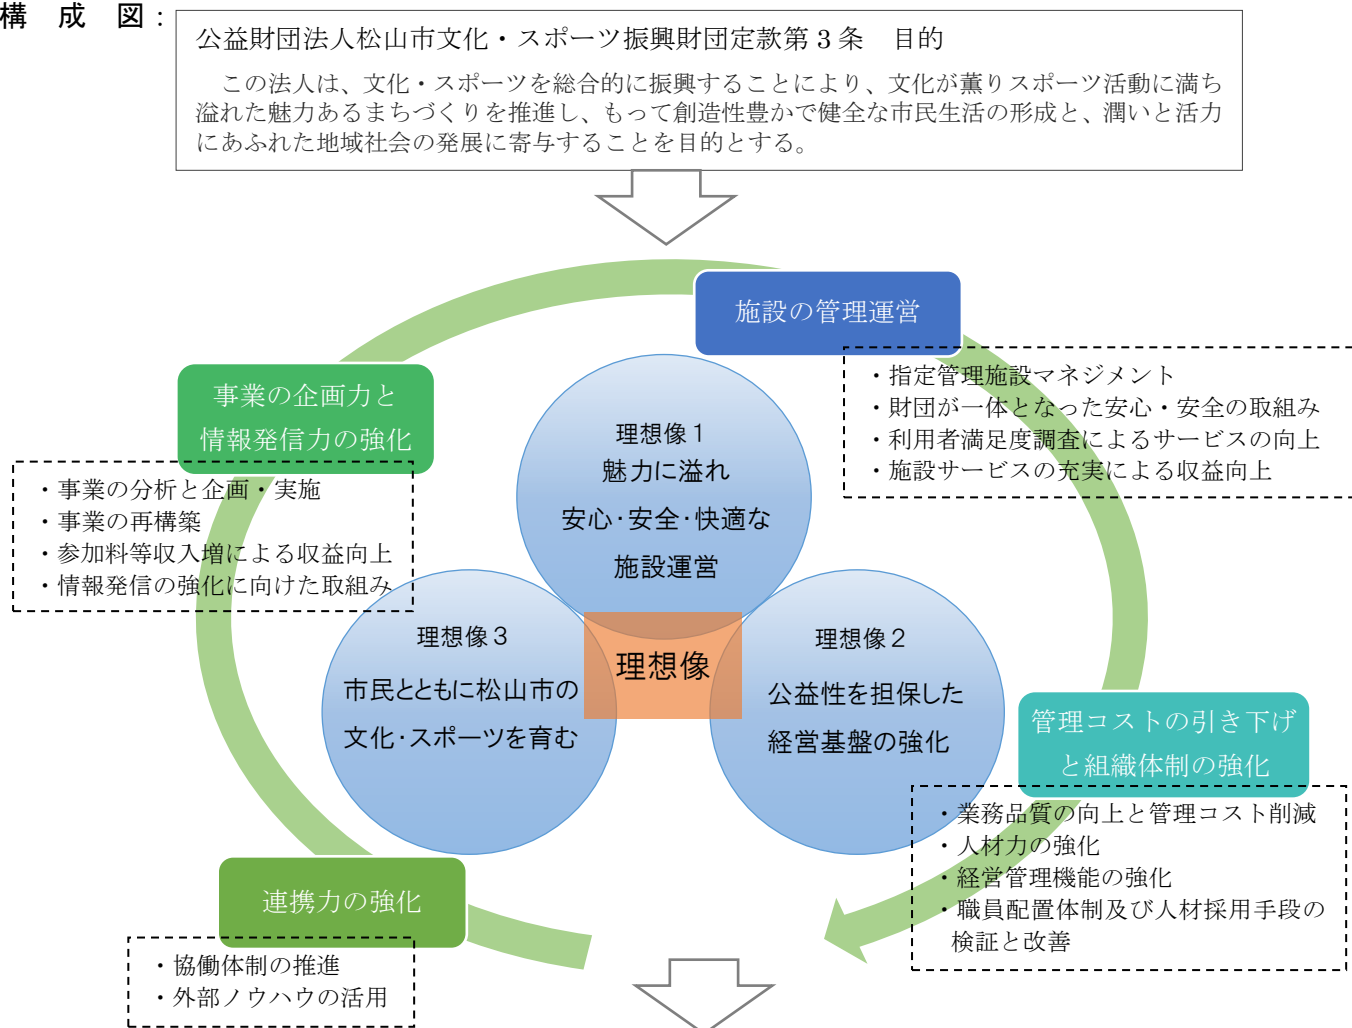 構成図：
公益財団法人松山市文化・スポーツ振興財団定款第３条　目的
この法人は、文化・スポーツを総合的に振興することにより、文化が薫りスポーツ活動に満ち
溢れた魅力あるまちづくりを推進し、もって創造性豊かで健全な市民生活の形成と、潤いと活力
にあふれた地域社会の発展に寄与することを目的とする。
施設の管理運営
・指定管理施設マネジメント
・財団が一体となった安心・安全の取組み
・利用者満足度調査によるサービスの向上
・施設サービスの充実による収益向上
事業の企画力と
情報発信力の強化
・事業の分析と企画・実施
・事業の再構築
・参加料等収入増による収益向上
・情報発信の強化に向けた取組み
理想像１
魅力に溢れ
安心・安全・快適な
施設運営
理想像
理想像３
市民とともに松山市の
文化・スポーツを育む
理想像２
公益性を担保した
経営基盤の強化
管理コストの引き下げ
と組織体制の強化
・業務品質の向上と管理コスト削減
・人材力の強化
・経営管理機能の強化
・職員配置体制及び人材採用手段の
検証と改善
連携力の強化
・協働体制の推進
・外部ノウハウの活用